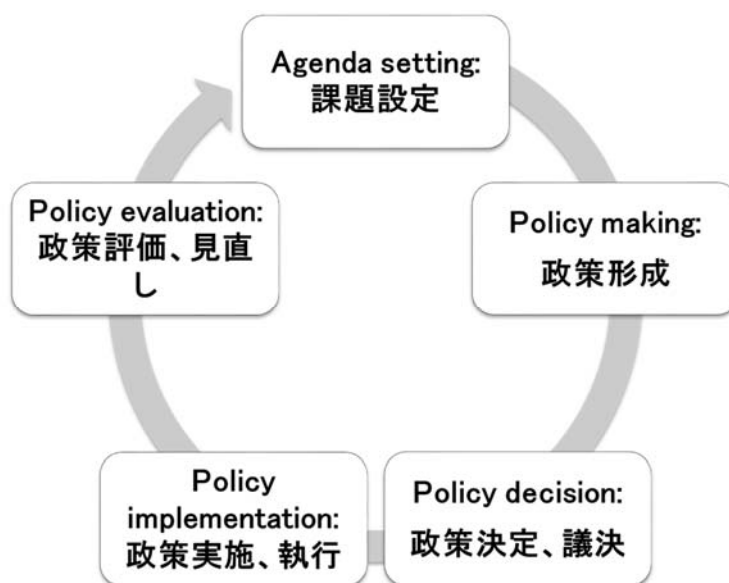 Agenda setting:
課題設定
Policy making:
政策形成
Policy decision:
政策決定、議決
Policy
implementation:
政策実施、執行
Policy evaluation:
政策評価、見直
し